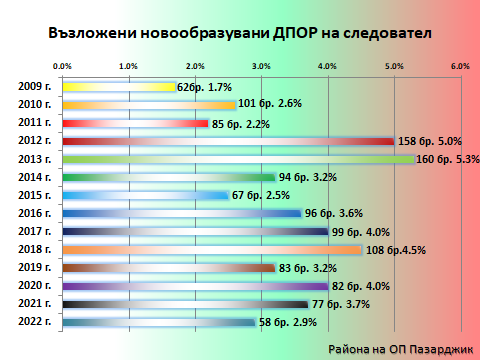 Възложени новообразувани ДПОР на следовател
0.0% 1.0% 2.0% 3.0% 4.0% 5.0% 6.0%
2009 г. 62бр. 1.7%
2010 г. 101 бр. 2.6%
2011 г. 85 бр. 2.2%
2012 г. 158 бр. 5.0%
2013 г. 160 бр. 5.3%
2014 г. 94 бр. 3.2%
2015 г. 67 бр. 2.5%
2016 г. 96 бр. 3.6%
2017 г. 99 бр. 4.0%
2018 г. 108 бр.4.5%
2019 г. 83 бр. 3.2%
2020 г. 82 бр. 4.0%
2021 г. 77 бр. 3.7%
2022 г. 58 бр. 2.9%
Района на ОП Пазарджик